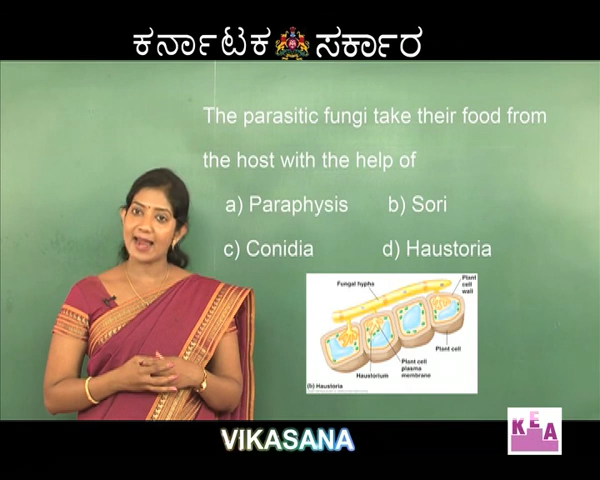 ಕರ್ನಾಟಕ ಸರ್ಕಾರ
The parasitic fungi take their food from
the host with the help of
a) Paraphysis b) Sori
c) Conidia d) Haustoria
Fungal hypha
Plant
cell
wall
Plant cell
Plant cell
plasma
membrane
Haustorium
(b) Haustoria
VIKASANA
KEA